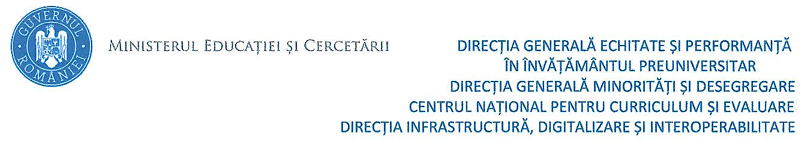 GUVERNUL ROMÂNIEI
MINISTERUL EDUCAȚIEI ȘI CERCETĂRII
DIRECȚIA GENERALĂ ECHITATE ȘI PERFORMANȚĂ
ÎN ÎNVĂȚĂMÂNTUL PREUNIVERSITAR
DIRECȚIA GENERALĂ MINORITĂȚI ȘI DESEGREGARE
CENTRUL NAȚIONAL PENTRU CURRICULUM ȘI EVALUARE
DIRECȚIA INFRASTRUCTURĂ, DIGITALIZARE ȘI INTEROPERABILITATE